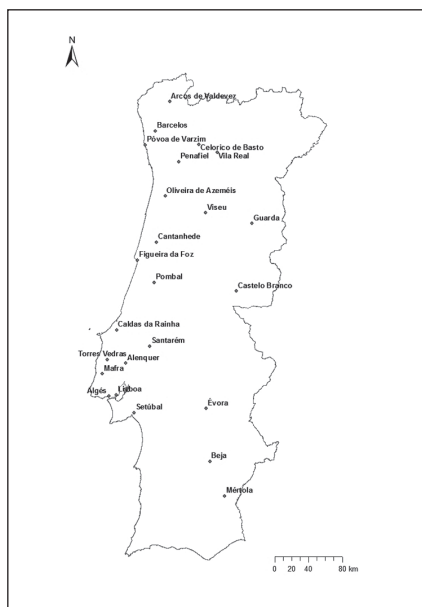 N
Arcos de Valdevez
Barcelos
Póvoa de Varzim
Celorico de Basto
Penafiel
Vila Real
Oliveira de Azeméis
Viseu
Guarda
Cantanhede
Figueira da Foz
Pombal
Castelo Branco
Caldas da Rainha
Santarém
Torres Vedras
Alenquer
Mafra
Algés
Lisboa
Setúbal
Évora
Beja
Mértola
0 20 40 80 km